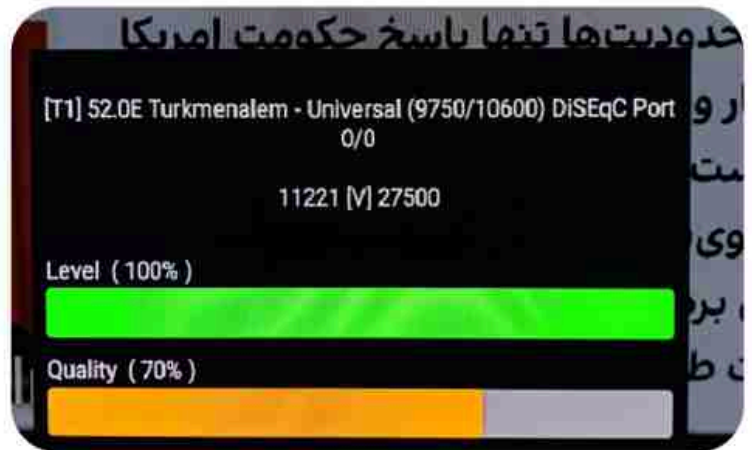 حدودیت‌ها تنها پاسخ حکومت امریکا
[T1] 52.0E Turkmenalem - Universal (9750/10600) DiSEqC Port
0/0
11221 [V] 27500
Level ( 100% )
Quality ( 70% )